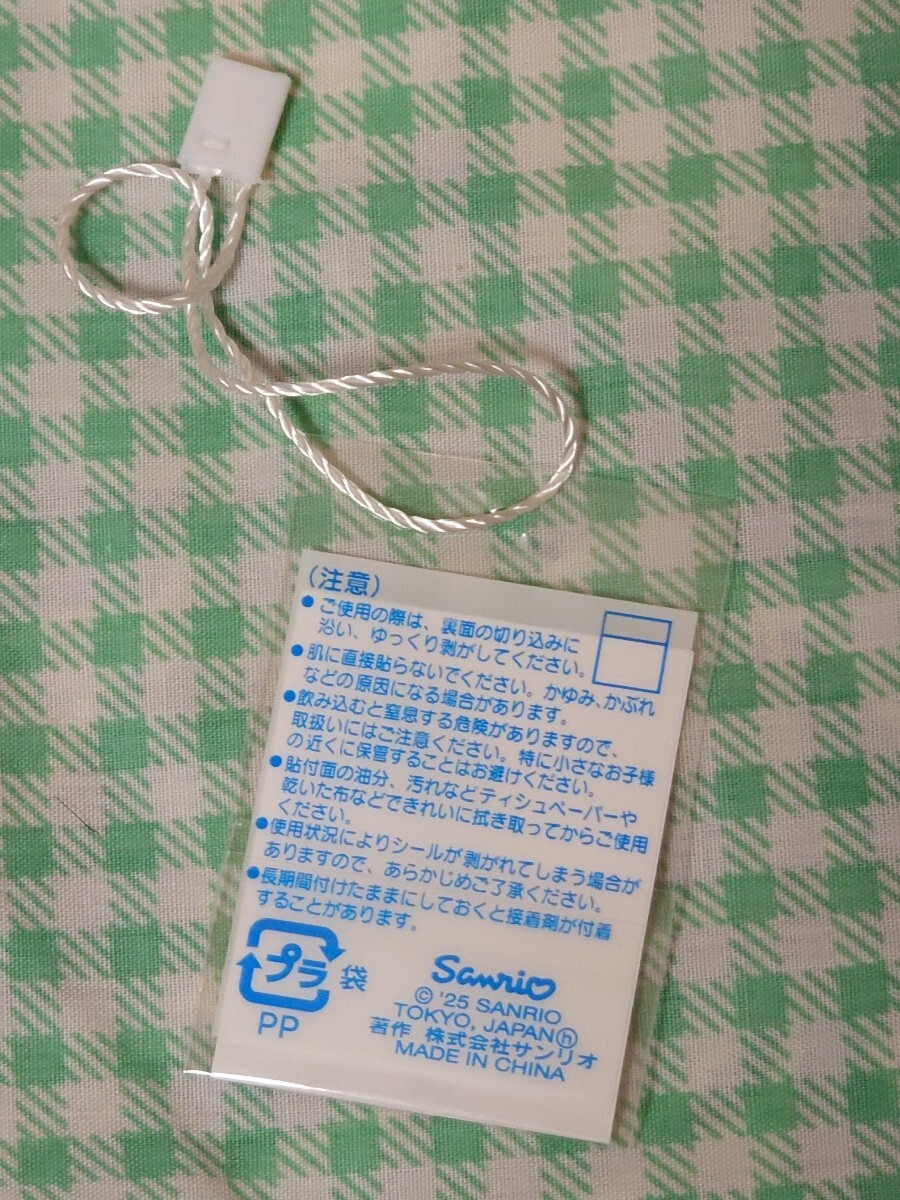 (注意)
●ご使用の際は、裏面の切り込みに
沿い、ゆっくり剥がしてください。
●肌に直接貼らないでください。かゆみ、かぶれ
などの原因になる場合があります。
●飲み込むと窒息する危険がありますので、
取扱いにはご注意ください。特に小さなお子様
の近くに保管することはお避けください。
●貼付面の油分、汚れなどティシュペーパーや
乾いた布などできれいに拭き取ってからご使用
ください。
●使用状況によりシールが剥がれてしまう場合が
ありますので、あらかじめご了承ください。
●長期間付けたままにしておくと接着剤が付着
することがあります。
プラ 袋
PP
Sanrio
© '25 SANRIO
TOKYO, JAPAN ⓗ
著作 株式会社サンリオ
MADE IN CHINA